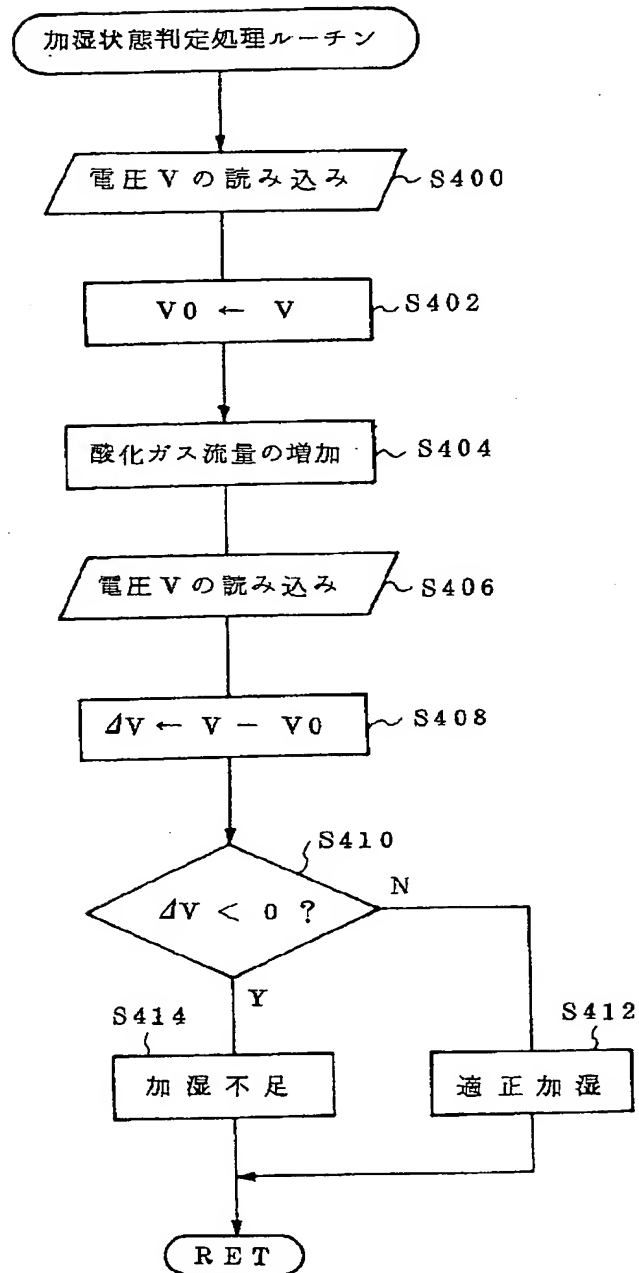 加湿状態判定処理ルーチン
電圧Vの読み込み
S400
V0 ← V
S402
酸化ガス流量の増加
S404
電圧Vの読み込み
S406
ΔV ← V - V0
S408
S410
ΔV < 0 ?
N
Y
S414
S412
加湿不足
適正加湿
RET